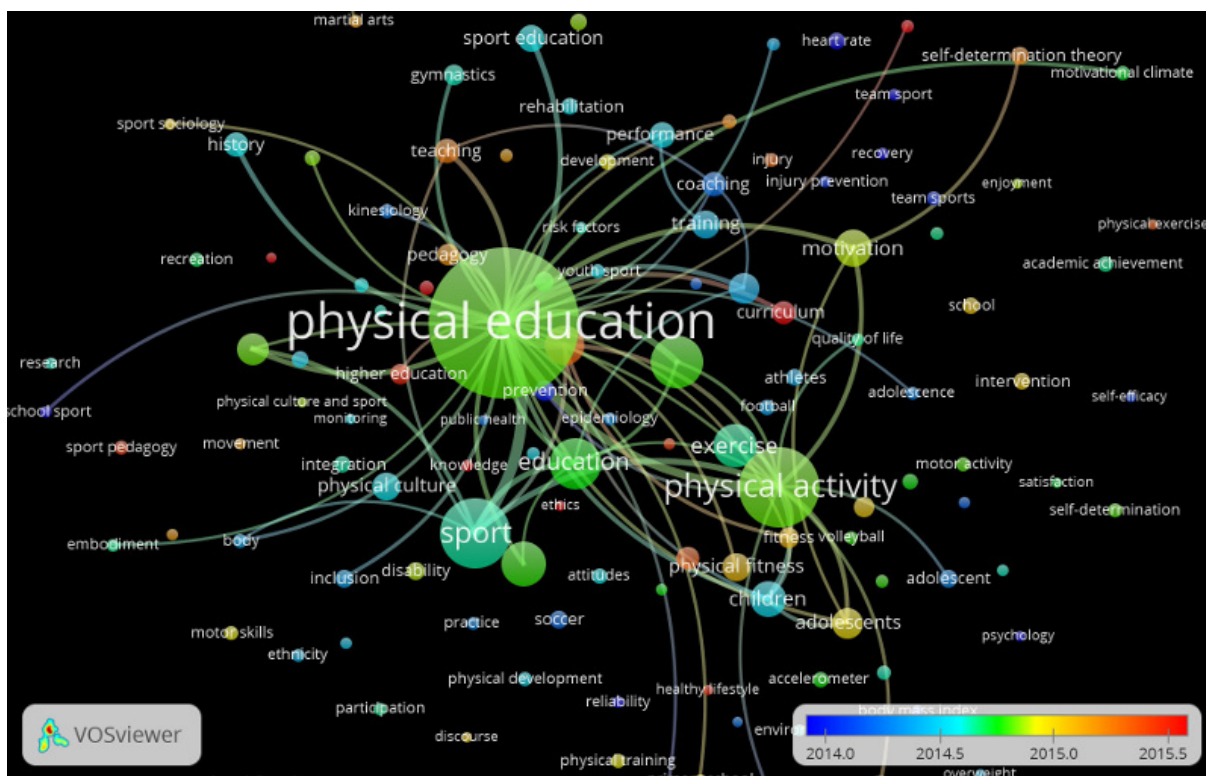 martial arts
sport education
heart rate
self-determination theory
gymnastics
motivational climate
team sport
rehabilitation
sport sociology
performance
history
teaching
development
injury
recovery
coaching
injury prevention
enjoyment
team sports
kinesiology
training
risk factors
physical exercise
motivation
pedagogy
recreation
youth sport
academic achievement
school
curriculum
physical education
quality of life
research
higher education
athletes
intervention
prevention
adolescence
self-efficacy
physical culture and sport
football
school sport
monitoring
public health
epidemiology
sport pedagogy
movement
exercise
integration
knowledge
education
motor activity
physical culture
physical activity
satisfaction
ethics
self-determination
sport
embodiment
body
fitness
volleyball
disability
attitudes
physical fitness
inclusion
adolescent
children
practice
soccer
adolescents
motor skills
psychology
ethnicity
physical development
accelerometer
healthy lifestyle
reliability
participation
body mass index
VOSviewer
discourse
2014.0
2014.5
2015.0
2015.5
physical training
overweight